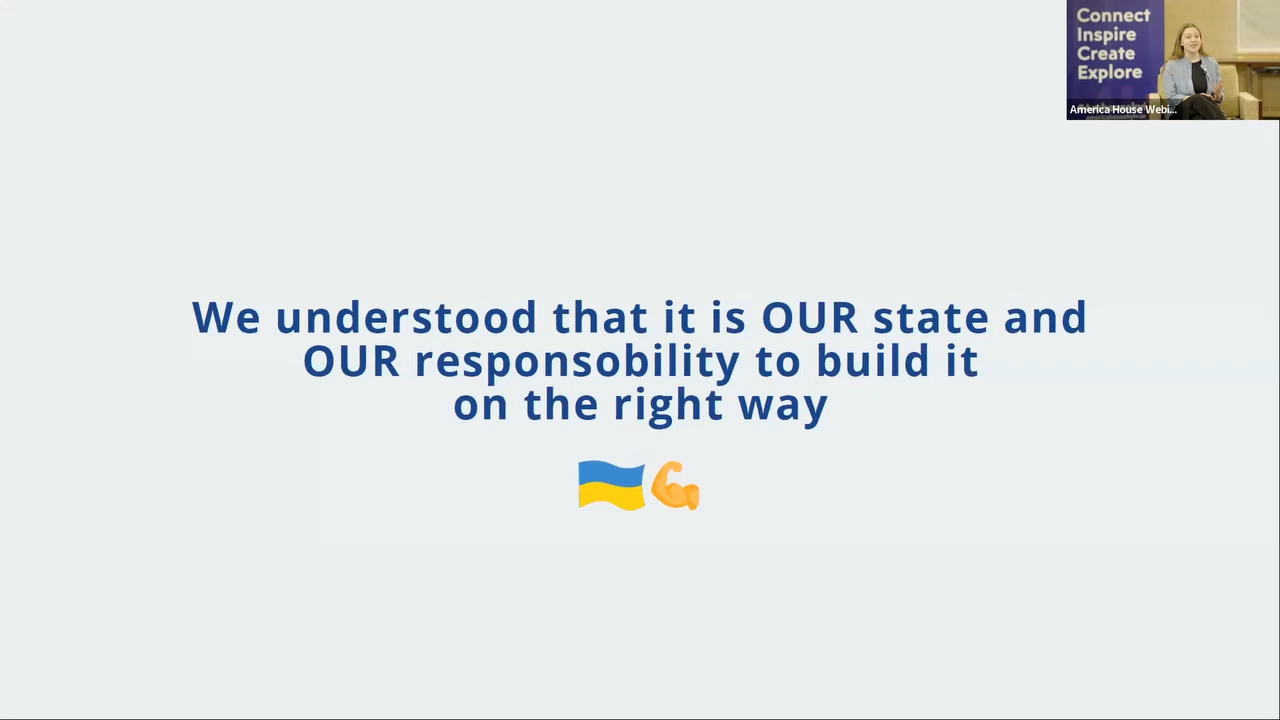 Connect
Inspire
Create
Explore
America House Webi...
We understood that it is OUR state and
OUR responsobility to build it
on the right way